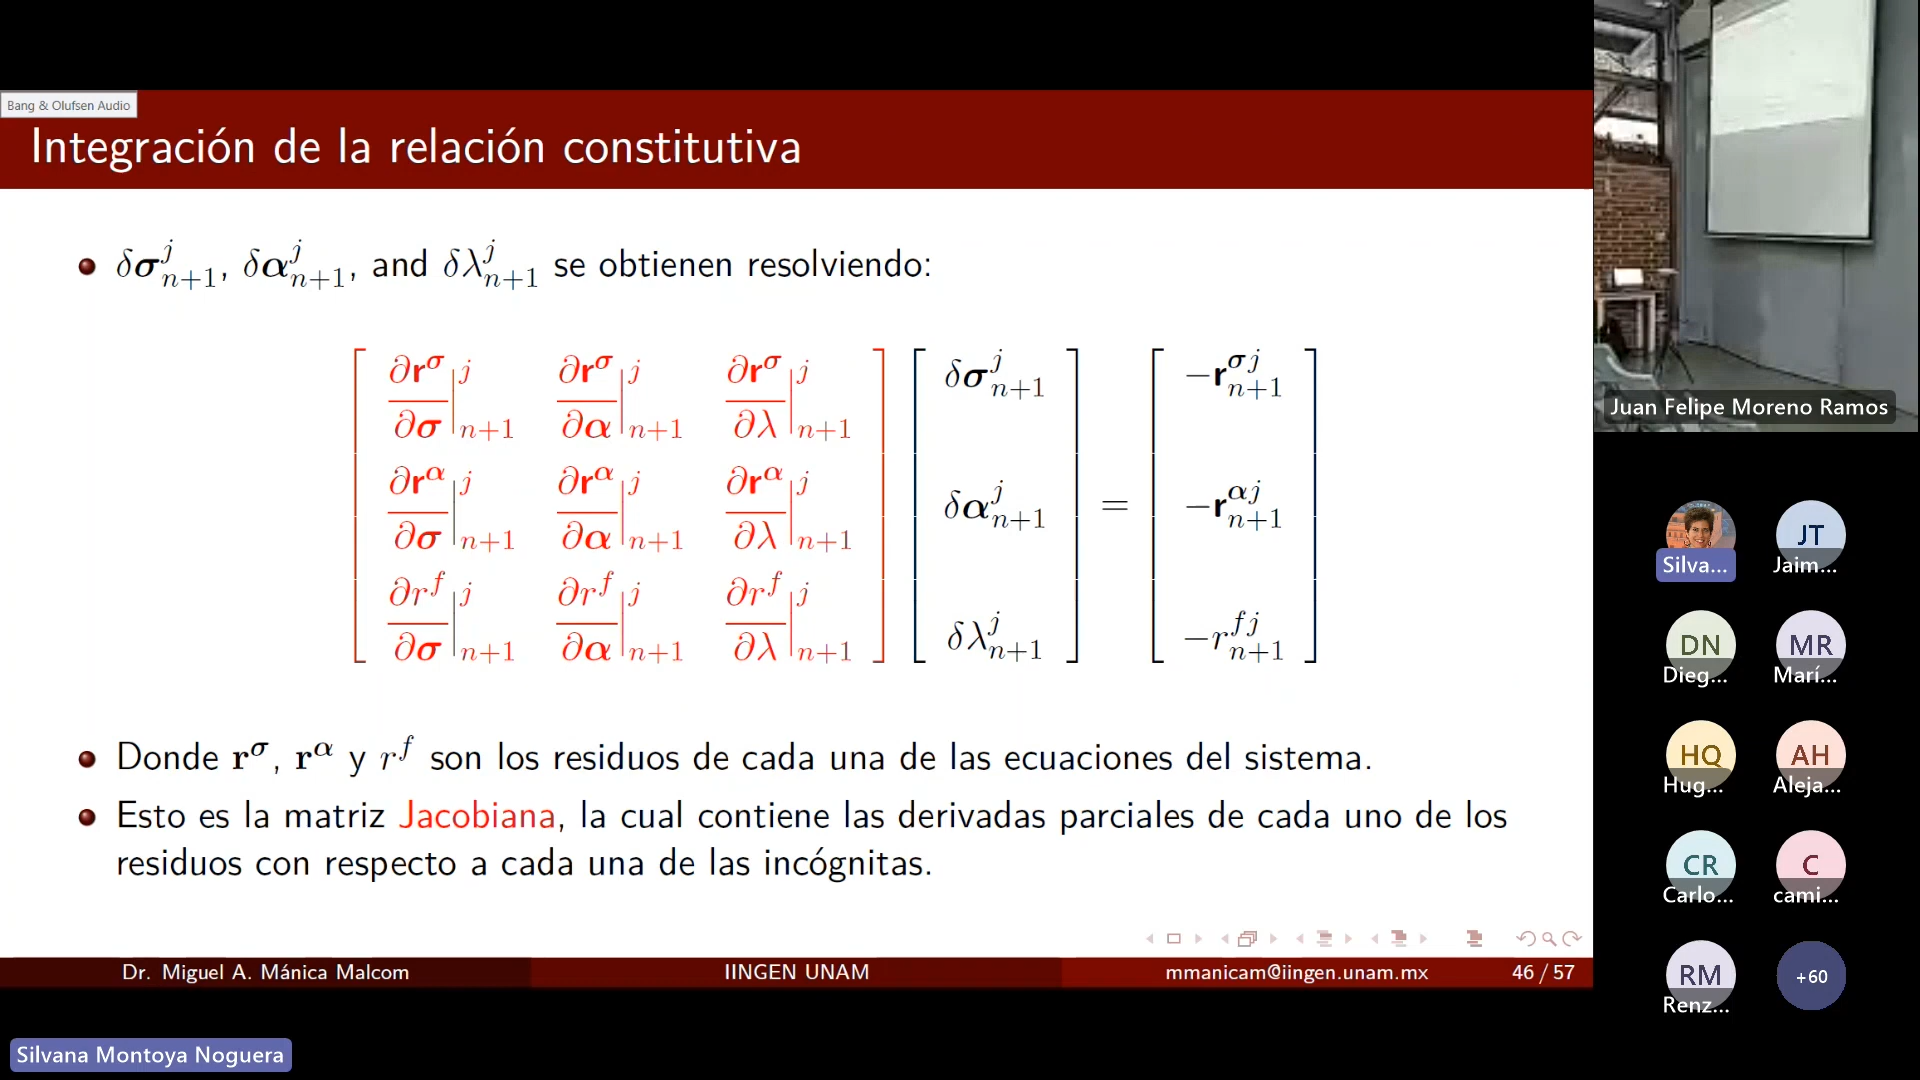 Bang & Olufsen Audio
Integración de la relación constitutiva
δσ^j_{n+1}, δα^j_{n+1}, and δλ^j_{n+1} se obtienen resolviendo:
[ ∂r^σ/∂σ|^j_{n+1} ∂r^σ/∂α|^j_{n+1} ∂r^σ/∂λ|^j_{n+1} ] [ δσ^j_{n+1} ] [ −r^{σj}_{n+1} ]
[ ∂r^α/∂σ|^j_{n+1} ∂r^α/∂α|^j_{n+1} ∂r^α/∂λ|^j_{n+1} ] [ δα^j_{n+1} ] = [ −r^{αj}_{n+1} ]
[ ∂r^f/∂σ|^j_{n+1} ∂r^f/∂α|^j_{n+1} ∂r^f/∂λ|^j_{n+1} ] [ δλ^j_{n+1} ] [ −r^{fj}_{n+1} ]
Donde r^σ, r^α y r^f son los residuos de cada una de las ecuaciones del sistema.
Esto es la matriz Jacobiana, la cual contiene las derivadas parciales de cada uno de los
residuos con respecto a cada una de las incógnitas.
Dr. Miguel A. Mánica Malcom IINGEN UNAM mmanicam@iingen.unam.mx 46 / 57
Silvana Montoya Noguera
Juan Felipe Moreno Ramos
JT
Silva... Jaim...
DN MR
Dieg... Marí...
HQ AH
Hug... Aleja...
CR C
Carlo... cami...
RM +60
Renz...